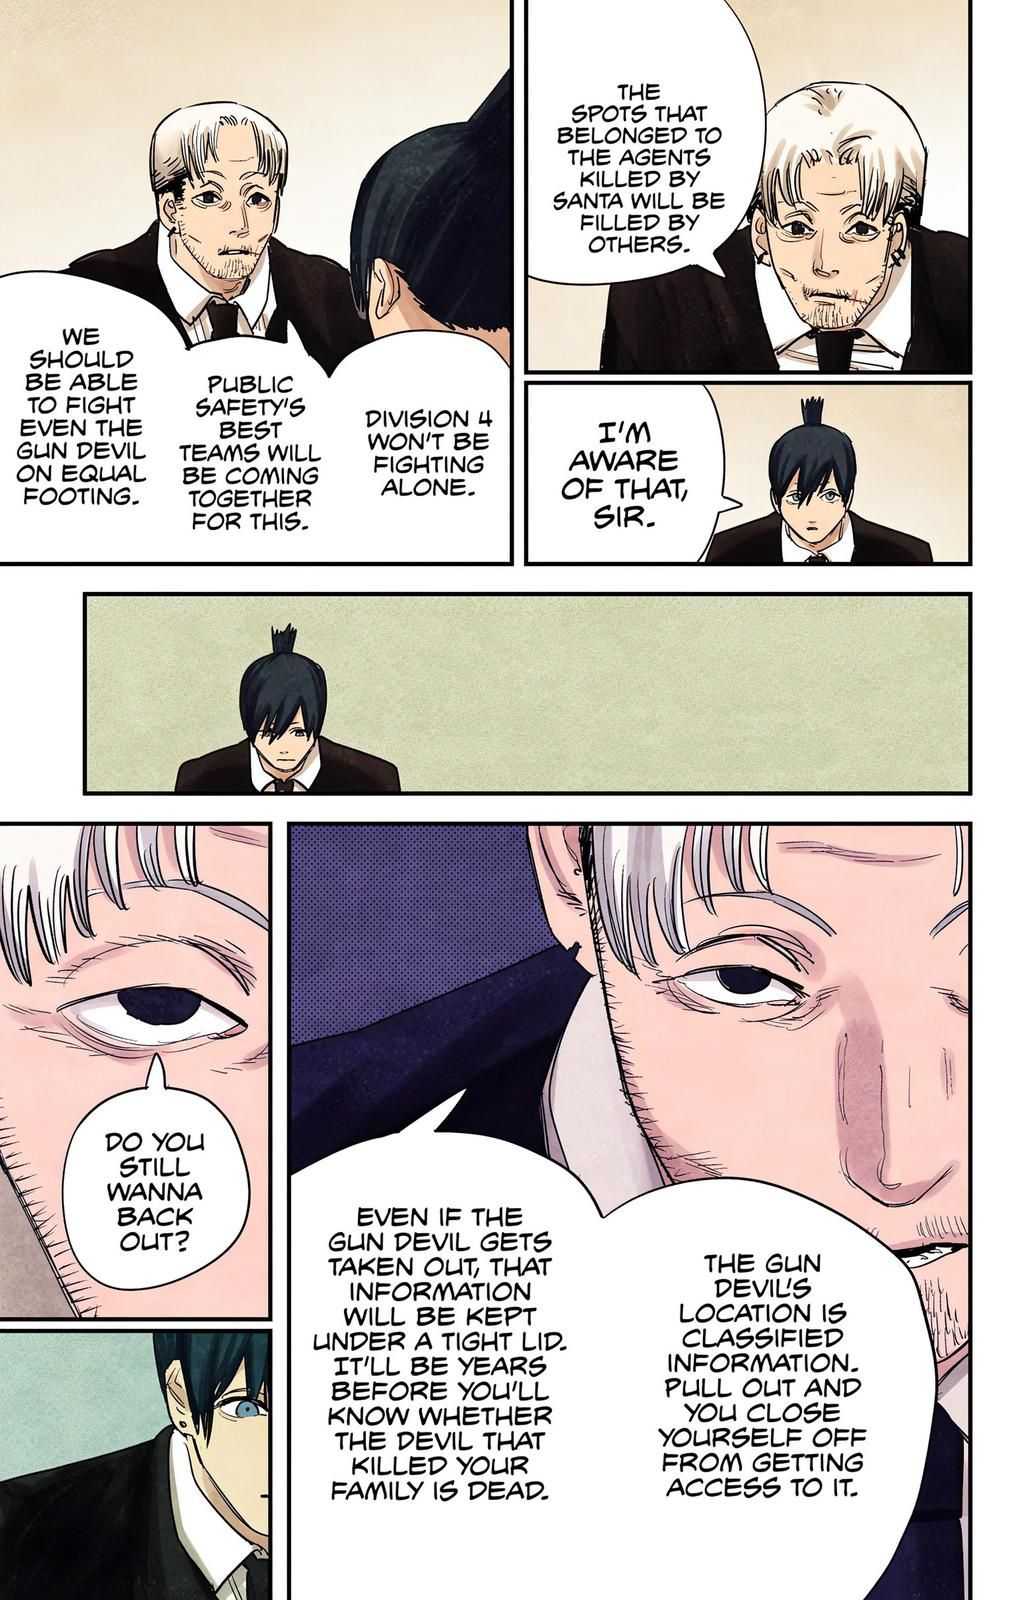 THE
SPOTS THAT
BELONGED TO
THE AGENTS
KILLED BY
SANTA WILL BE
FILLED BY
OTHERS.
I'M
AWARE
OF THAT,
SIR.
DIVISION 4
WON'T BE
FIGHTING
ALONE.
PUBLIC
SAFETY'S
BEST
TEAMS WILL
BE COMING
TOGETHER
FOR THIS.
WE
SHOULD
BE ABLE
TO FIGHT
EVEN THE
GUN DEVIL
ON EQUAL
FOOTING.
THE GUN
DEVIL'S
LOCATION IS
CLASSIFIED
INFORMATION.
PULL OUT AND
YOU CLOSE
YOURSELF OFF
FROM GETTING
ACCESS TO IT.
EVEN IF THE
GUN DEVIL GETS
TAKEN OUT, THAT
INFORMATION
WILL BE KEPT
UNDER A TIGHT LID.
IT'LL BE YEARS
BEFORE YOU'LL
KNOW WHETHER
THE DEVIL THAT
KILLED YOUR
FAMILY IS DEAD.
DO YOU
STILL
WANNA
BACK
OUT?